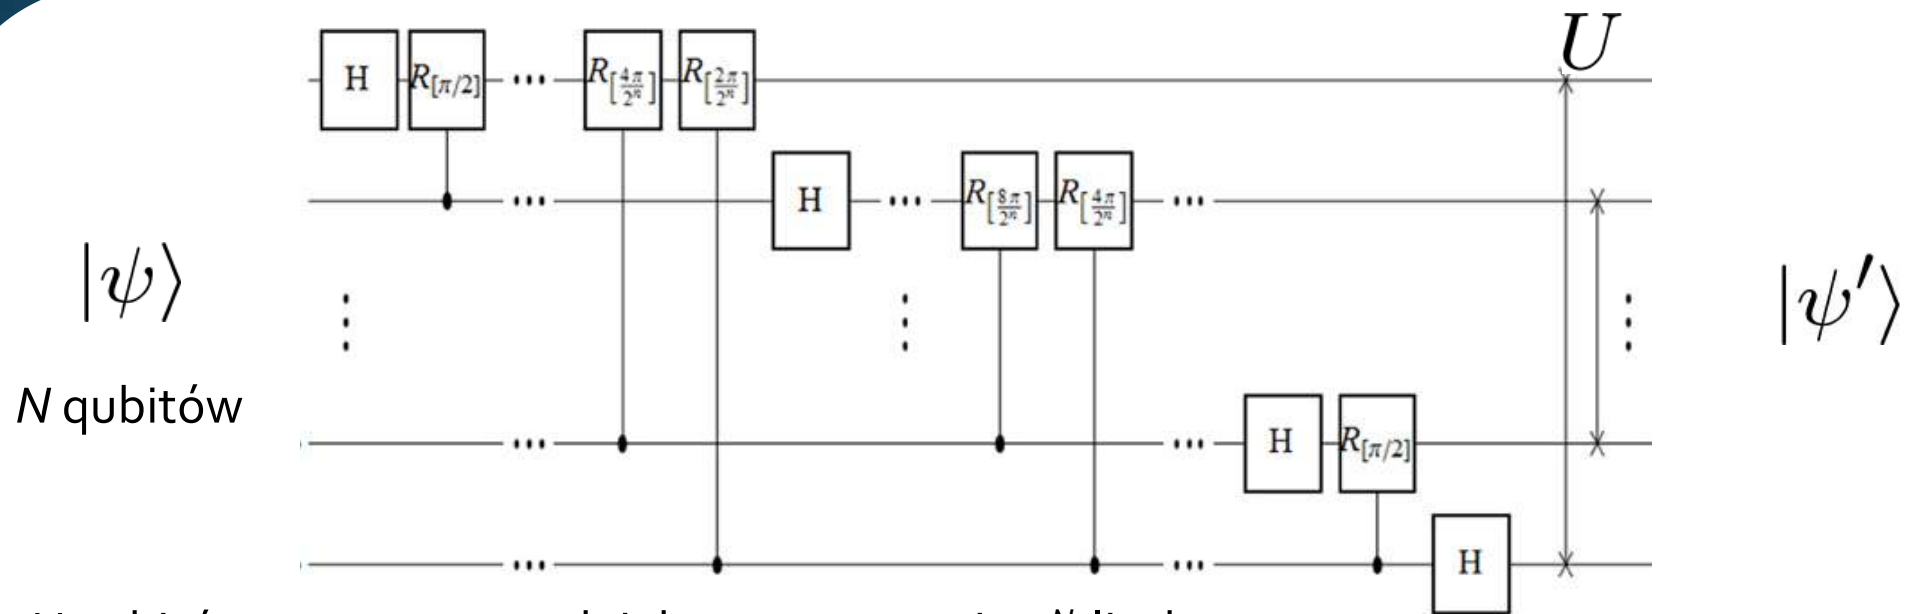 U
H R[π/2] ... R[4π/2ⁿ] R[2π/2ⁿ]
... H ... R[8π/2ⁿ] R[4π/2ⁿ] ...
|ψ⟩
|ψ′⟩
N qubitów
... ... H R[π/2]
... ... H